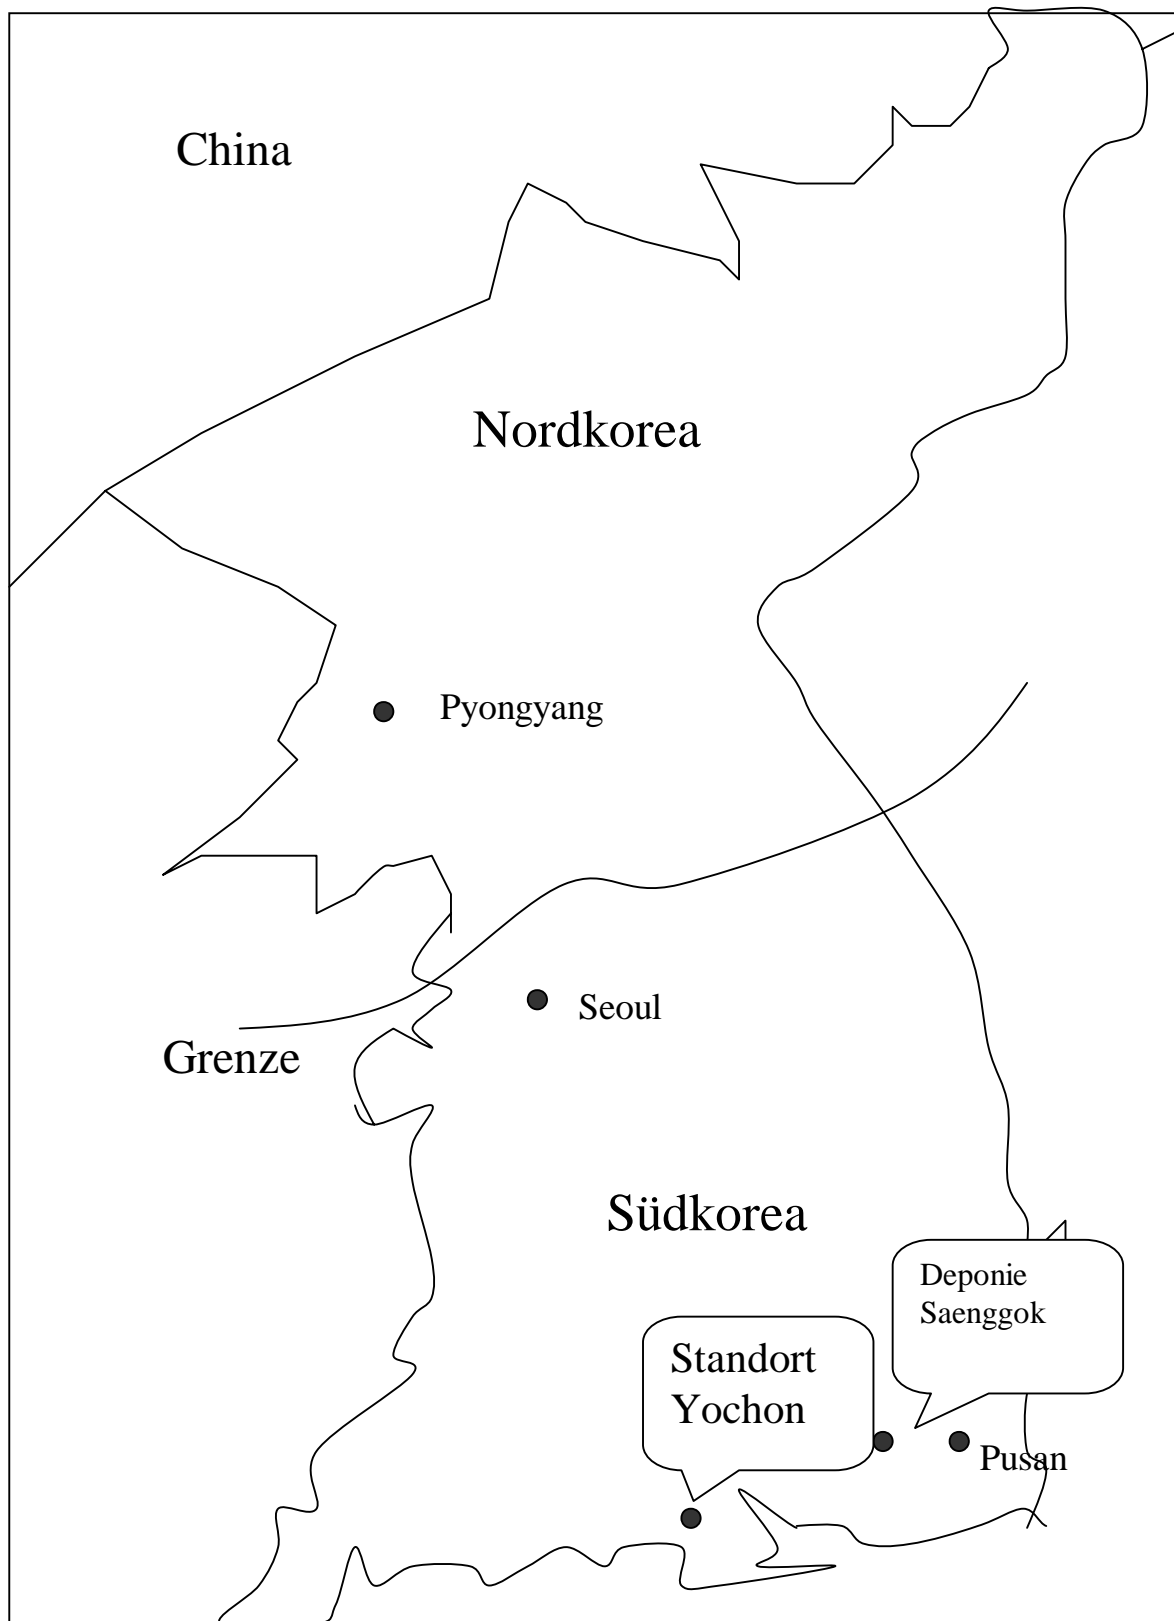 China
Nordkorea
Pyongyang
Seoul
Grenze
Südkorea
Deponie
Saenggok
Standort
Yochon
Pusan